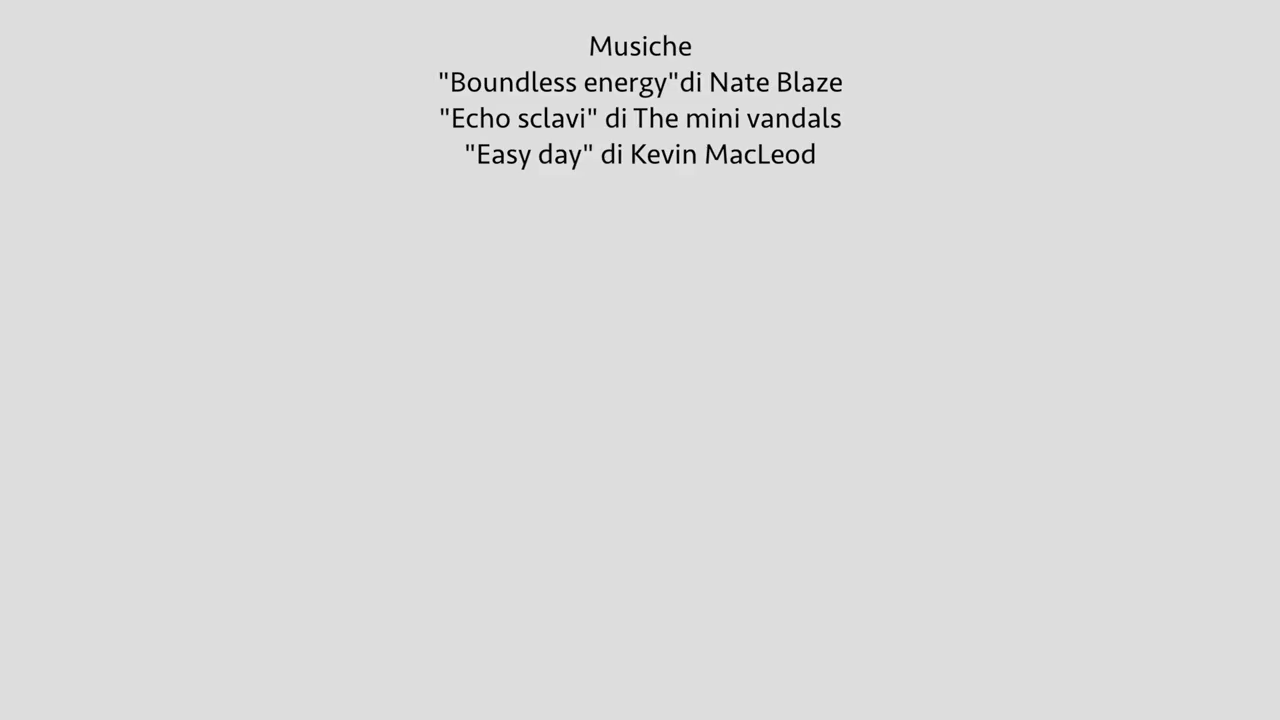 Musiche
"Boundless energy"di Nate Blaze
"Echo sclavi" di The mini vandals
"Easy day" di Kevin MacLeod